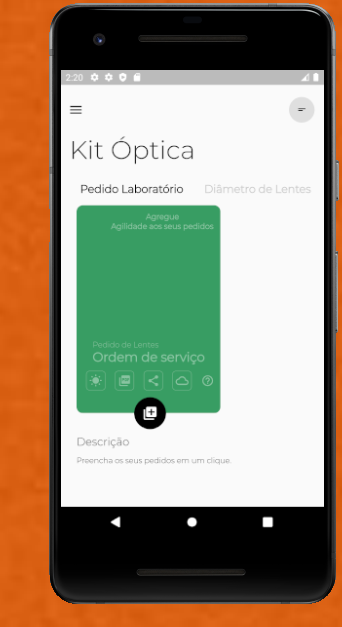 2:20
Kit Óptica
Pedido Laboratório Diâmetro de Lentes
Agregue
Agilidade aos seus pedidos
Pedido de Lentes
Ordem de serviço
Descrição
Preencha os seus pedidos em um clique.